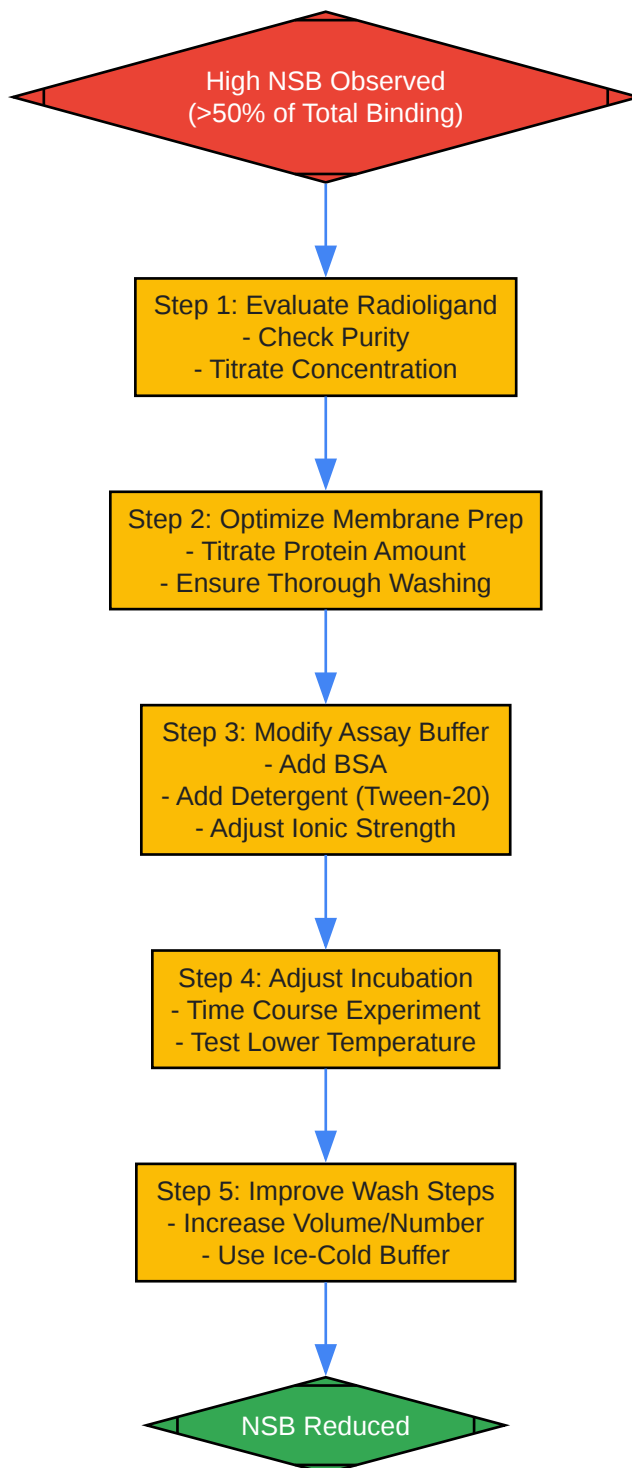 High NSB Observed
(>50% of Total Binding)
Step 1: Evaluate Radioligand
- Check Purity
- Titrate Concentration
Step 2: Optimize Membrane Prep
- Titrate Protein Amount
- Ensure Thorough Washing
Step 3: Modify Assay Buffer
- Add BSA
- Add Detergent (Tween-20)
- Adjust Ionic Strength
Step 4: Adjust Incubation
- Time Course Experiment
- Test Lower Temperature
Step 5: Improve Wash Steps
- Increase Volume/Number
- Use Ice-Cold Buffer
NSB Reduced